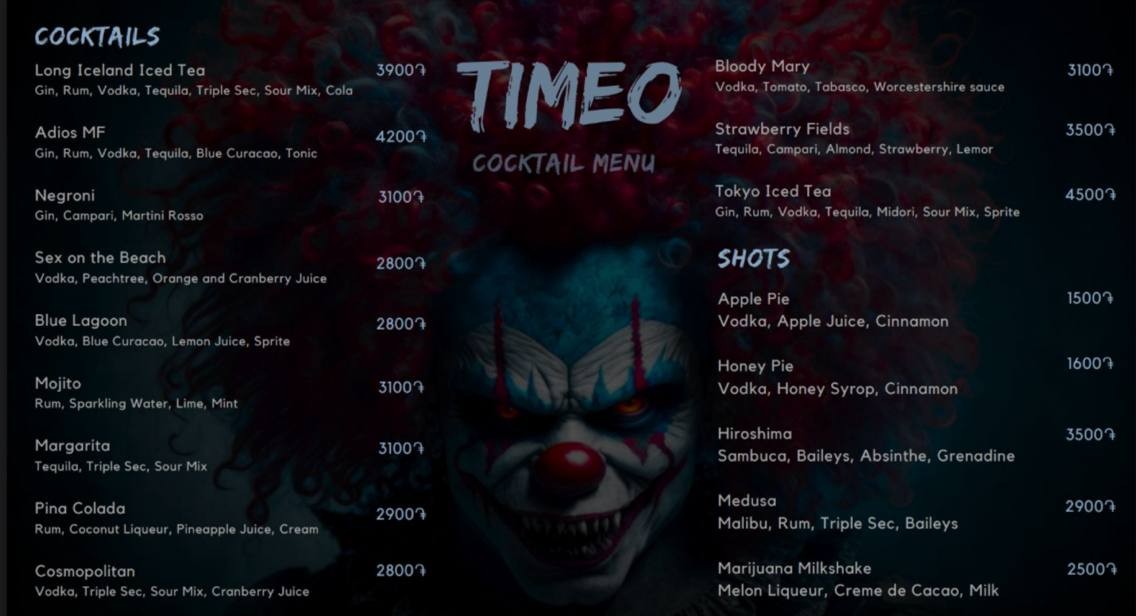 COCKTAILS
Long Iceland Iced Tea 3900֏
Gin, Rum, Vodka, Tequila, Triple Sec, Sour Mix, Cola
Adios MF 4200֏
Gin, Rum, Vodka, Tequila, Blue Curacao, Tonic
Negroni 3100֏
Gin, Campari, Martini Rosso
Sex on the Beach 2800֏
Vodka, Peachtree, Orange and Cranberry Juice
Blue Lagoon 2800֏
Vodka, Blue Curacao, Lemon Juice, Sprite
Mojito 3100֏
Rum, Sparkling Water, Lime, Mint
Margarita 3100֏
Tequila, Triple Sec, Sour Mix
Pina Colada 2900֏
Rum, Coconut Liqueur, Pineapple Juice, Cream
Cosmopolitan 2800֏
Vodka, Triple Sec, Sour Mix, Cranberry Juice
TIMEO
COCKTAIL MENU
Bloody Mary 3100֏
Vodka, Tomato, Tabasco, Worcestershire sauce
Strawberry Fields 3500֏
Tequila, Campari, Almond, Strawberry, Lemor
Tokyo Iced Tea 4500֏
Gin, Rum, Vodka, Tequila, Midori, Sour Mix, Sprite
SHOTS
Apple Pie 1500֏
Vodka, Apple Juice, Cinnamon
Honey Pie 1600֏
Vodka, Honey Syrop, Cinnamon
Hiroshima 3500֏
Sambuca, Baileys, Absinthe, Grenadine
Medusa 2900֏
Malibu, Rum, Triple Sec, Baileys
Marijuana Milkshake 2500֏
Melon Liqueur, Creme de Cacao, Milk